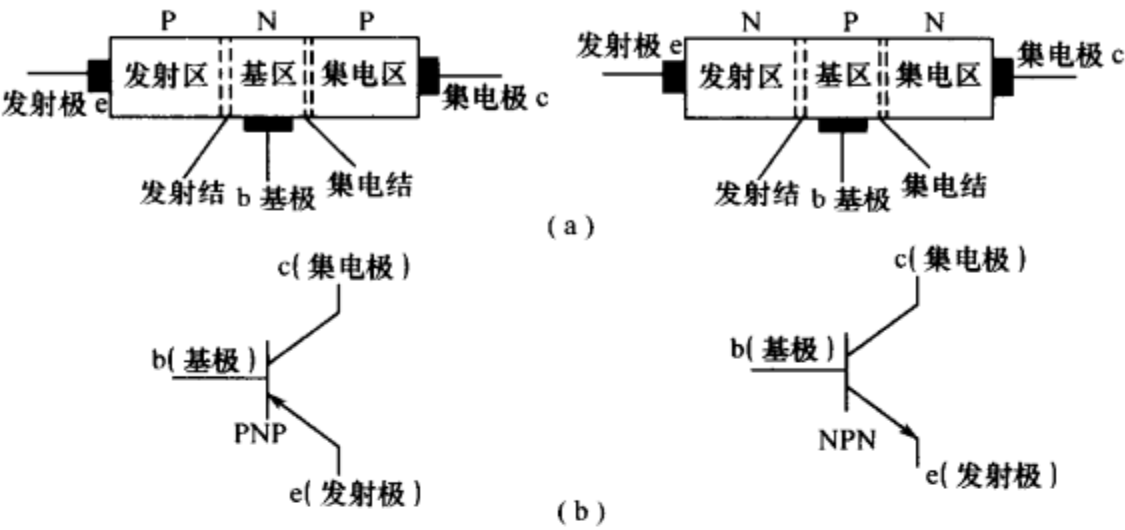 P N P
发射区 基区 集电区
发射极 e
集电极 c
发射结 b 基极 集电结
N P N
发射极 e
发射区 基区 集电区
集电极 c
发射结 b 基极 集电结
( a )
c( 集电极 )
b( 基极 )
PNP
e( 发射极 )
c( 集电极 )
b( 基极 )
NPN
e( 发射极 )
( b )